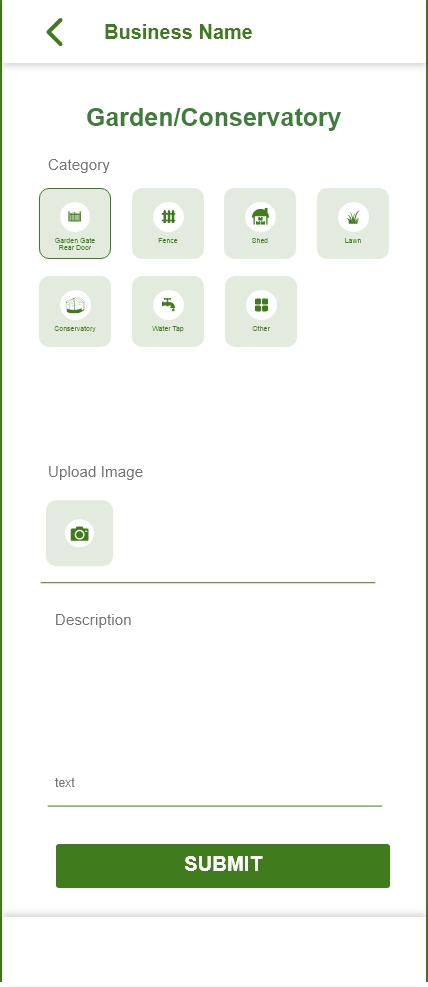 Business Name
Garden/Conservatory
Category
Garden Gate
Rear Door
Fence
Shed
Lawn
Conservatory
Water Tap
Other
Upload Image
Description
text
SUBMIT